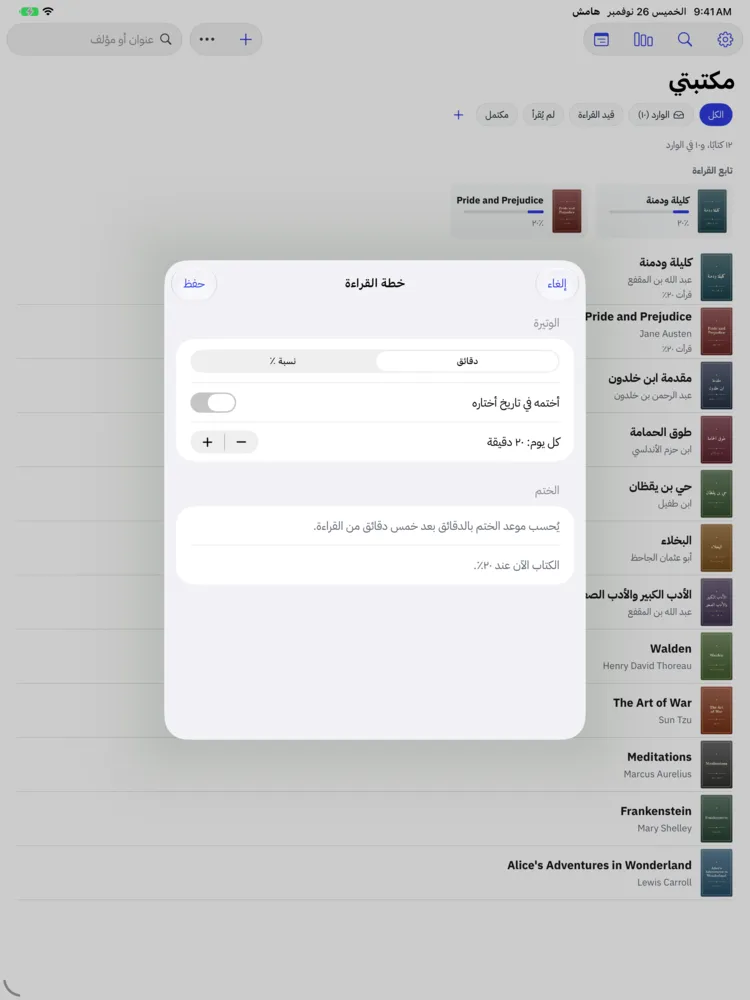 9:41 AM الخميس 26 نوفمبر هامش
عنوان أو مؤلف
مكتبتي
الكل
الوارد (١٠)
قيد القراءة
لم يُقرأ
مكتمل
١٢ كتابًا، و١٠ في الوارد
تابع القراءة
كليلة ودمنة
٢٠٪
Pride and Prejudice
٢٠٪
كليلة ودمنة
عبد الله بن المقفع
قرأت ٢٠٪
Pride and Prejudice
Jane Austen
قرأت ٢٠٪
مقدمة ابن خلدون
عبد الرحمن بن خلدون
طوق الحمامة
ابن حزم الأندلسي
حي بن يقظان
ابن طفيل
البخلاء
أبو عثمان الجاحظ
الأدب الكبير والأدب الصغ
عبد الله بن المقفع
Walden
Henry David Thoreau
The Art of War
Sun Tzu
Meditations
Marcus Aurelius
Frankenstein
Mary Shelley
Alice's Adventures in Wonderland
Lewis Carroll
إلغاء
خطة القراءة
حفظ
الوتيرة
دقائق
نسبة ٪
أختمه في تاريخ أختاره
كل يوم: ٢٠ دقيقة
الختم
يُحسب موعد الختم بالدقائق بعد خمس دقائق من القراءة.
الكتاب الآن عند ٢٠٪.